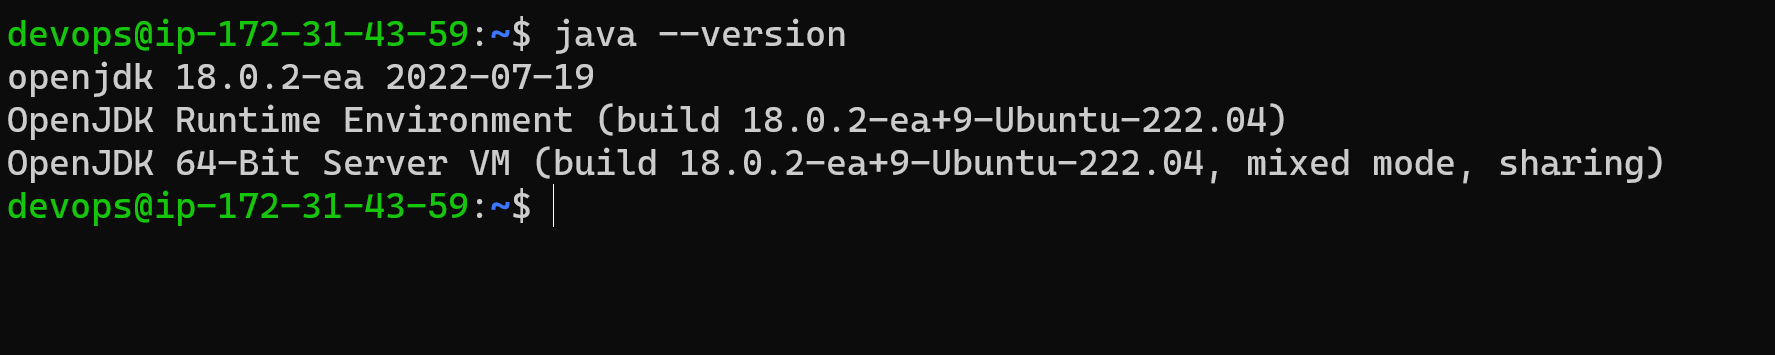 devops@ip-172-31-43-59:~$ java --version
openjdk 18.0.2-ea 2022-07-19
OpenJDK Runtime Environment (build 18.0.2-ea+9-Ubuntu-222.04)
OpenJDK 64-Bit Server VM (build 18.0.2-ea+9-Ubuntu-222.04, mixed mode, sharing)
devops@ip-172-31-43-59:~$